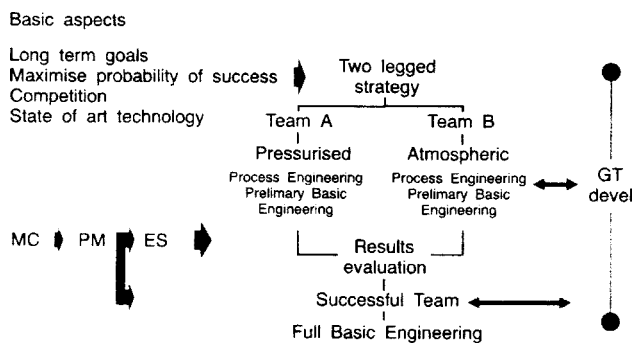 Basic aspects
Long term goals
Maximise probability of success
Competition
State of art technology
Two legged
strategy
Team A
Team B
Pressurised
Atmospheric
Process Engineering
Prelimary Basic
Engineering
Process Engineering
Prelimary Basic
Engineering
GT
devel
MC
PM
ES
Results
evaluation
Successful Team
Full Basic Engineering